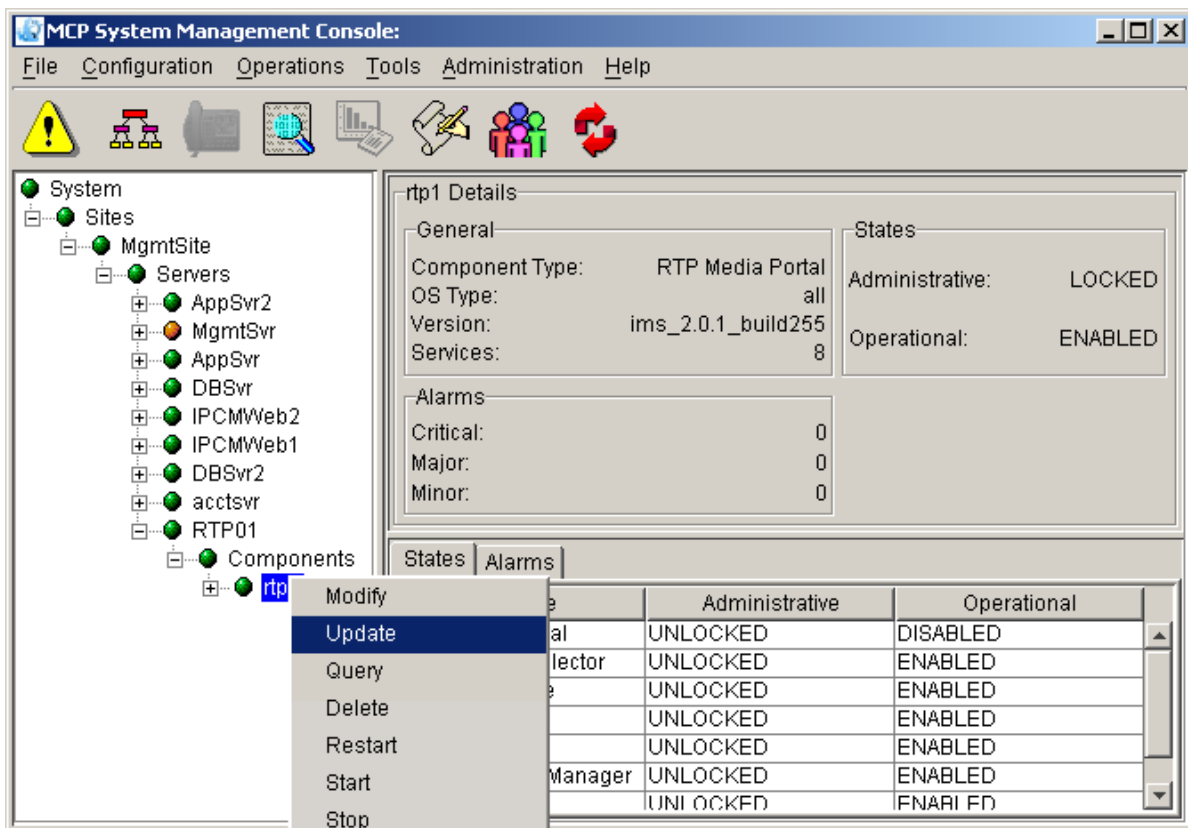 MCP System Management Console:
File Configuration Operations Tools Administration Help
System
Sites
MgmtSite
Servers
AppSvr2
MgmtSvr
AppSvr
DBSvr
IPCMWeb2
IPCMWeb1
DBSvr2
acctsvr
RTP01
Components
rtp
Modify
Update
Query
Delete
Restart
Start
Stop
rtp1 Details
General
Component Type: RTP Media Portal
OS Type: all
Version: ims_2.0.1_build255
Services: 8
States
Administrative: LOCKED
Operational: ENABLED
Alarms
Critical: 0
Major: 0
Minor: 0
States Alarms
e Administrative Operational
al UNLOCKED DISABLED
lector UNLOCKED ENABLED
e UNLOCKED ENABLED
UNLOCKED ENABLED
UNLOCKED ENABLED
Manager UNLOCKED ENABLED
UNLOCKED ENABLED